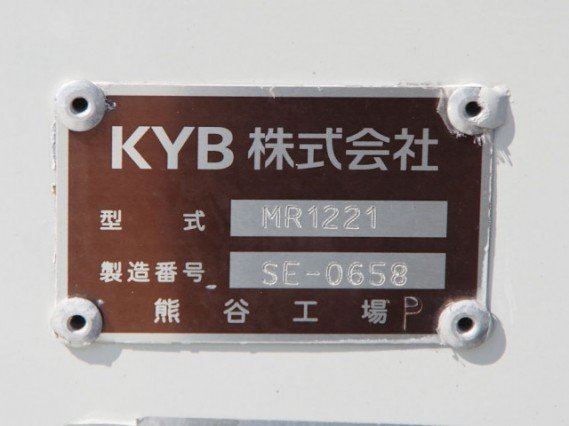 KYB 株式会社
型式 MR1221
製造番号 SE-0658
熊谷工場 P